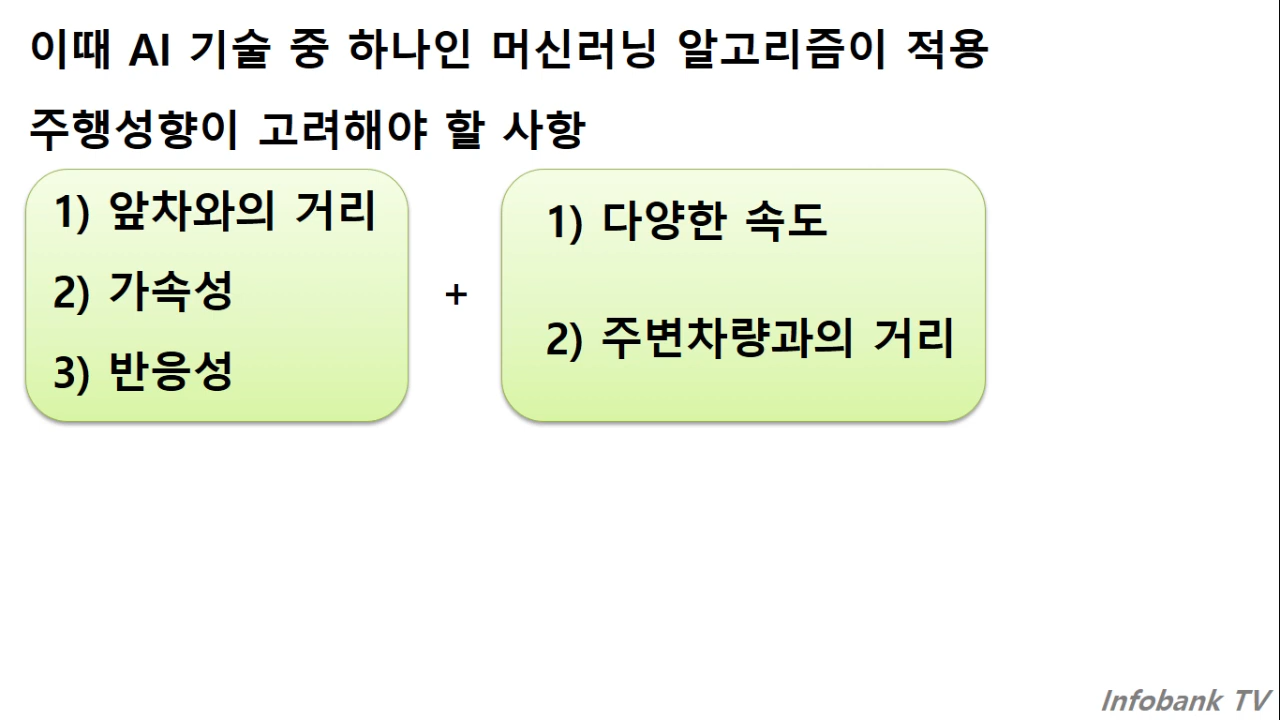 이때 AI 기술 중 하나인 머신러닝 알고리즘이 적용
주행성향이 고려해야 할 사항
1) 앞차와의 거리
2) 가속성
3) 반응성
+
1) 다양한 속도
2) 주변차량과의 거리
Infobank TV